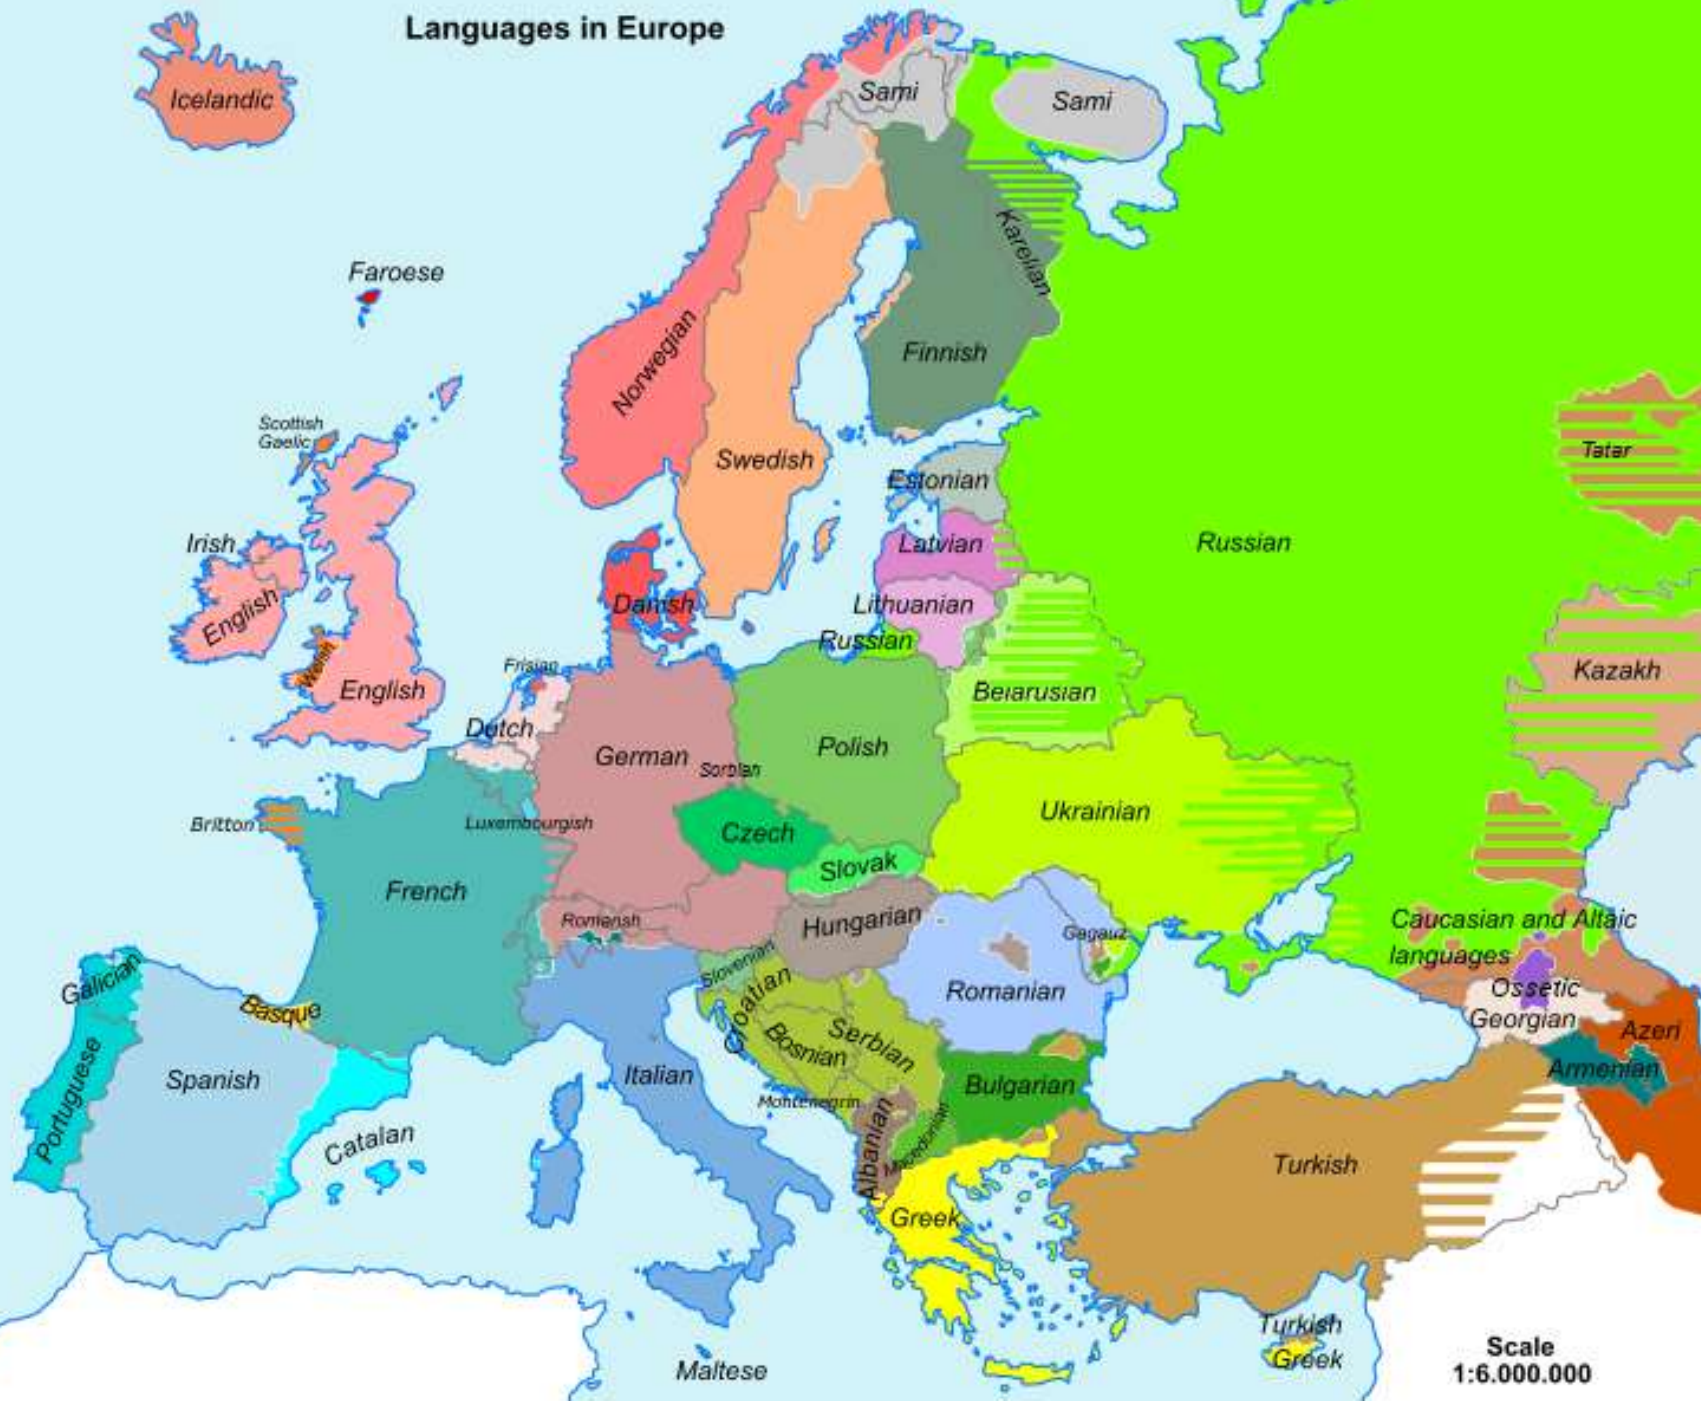 Languages in Europe
Icelandic
Sami
Sami
Faroese
Karelian
Norwegian
Finnish
Scottish
Gaelic
Swedish
Tatar
Estonian
Irish
Latvian
Russian
English
Danish
Lithuanian
Russian
Welsh
Frisian
Kazakh
English
Belarusian
Dutch
German
Polish
Sorbian
Ukrainian
Britton
Luxembourgish
Czech
Slovak
French
Romansh
Hungarian
Caucasian and Altaic
languages
Gagauz
Galician
Slovenian
Croatian
Romanian
Ossetic
Basque
Georgian
Serbian
Azeri
Bosnian
Portuguese
Spanish
Italian
Bulgarian
Armenian
Montenegrin
Catalan
Albanian
Macedonian
Turkish
Greek
Turkish
Greek
Maltese
Scale
1:6.000.000